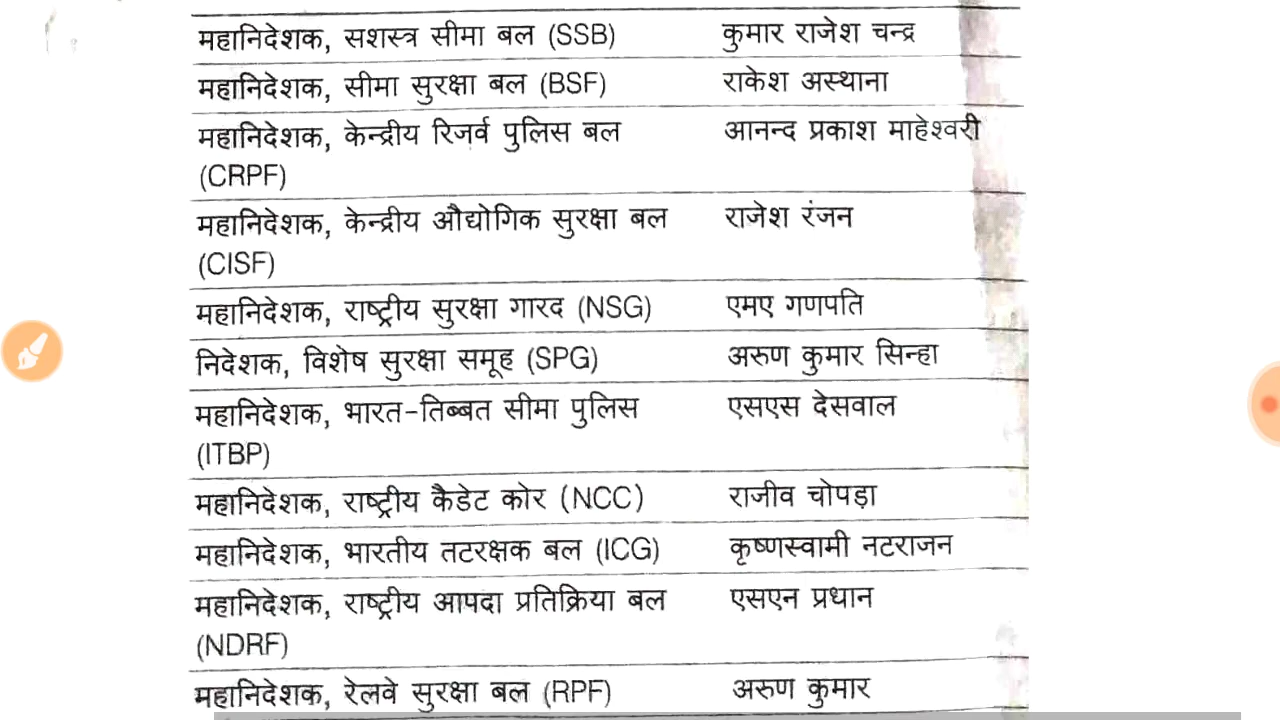 महानिदेशक, सशस्त्र सीमा बल (SSB) कुमार राजेश चन्द्र
महानिदेशक, सीमा सुरक्षा बल (BSF) राकेश अस्थाना
महानिदेशक, केन्द्रीय रिजर्व पुलिस बल आनन्द प्रकाश माहेश्वरी
(CRPF)
महानिदेशक, केन्द्रीय औद्योगिक सुरक्षा बल राजेश रंजन
(CISF)
महानिदेशक, राष्ट्रीय सुरक्षा गारद (NSG) एमए गणपति
निदेशक, विशेष सुरक्षा समूह (SPG) अरुण कुमार सिन्हा
महानिदेशक, भारत-तिब्बत सीमा पुलिस एसएस देसवाल
(ITBP)
महानिदेशक, राष्ट्रीय कैडेट कोर (NCC) राजीव चोपड़ा
महानिदेशक, भारतीय तटरक्षक बल (ICG) कृष्णस्वामी नटराजन
महानिदेशक, राष्ट्रीय आपदा प्रतिक्रिया बल एसएन प्रधान
(NDRF)
महानिदेशक, रेलवे सुरक्षा बल (RPF) अरुण कुमार